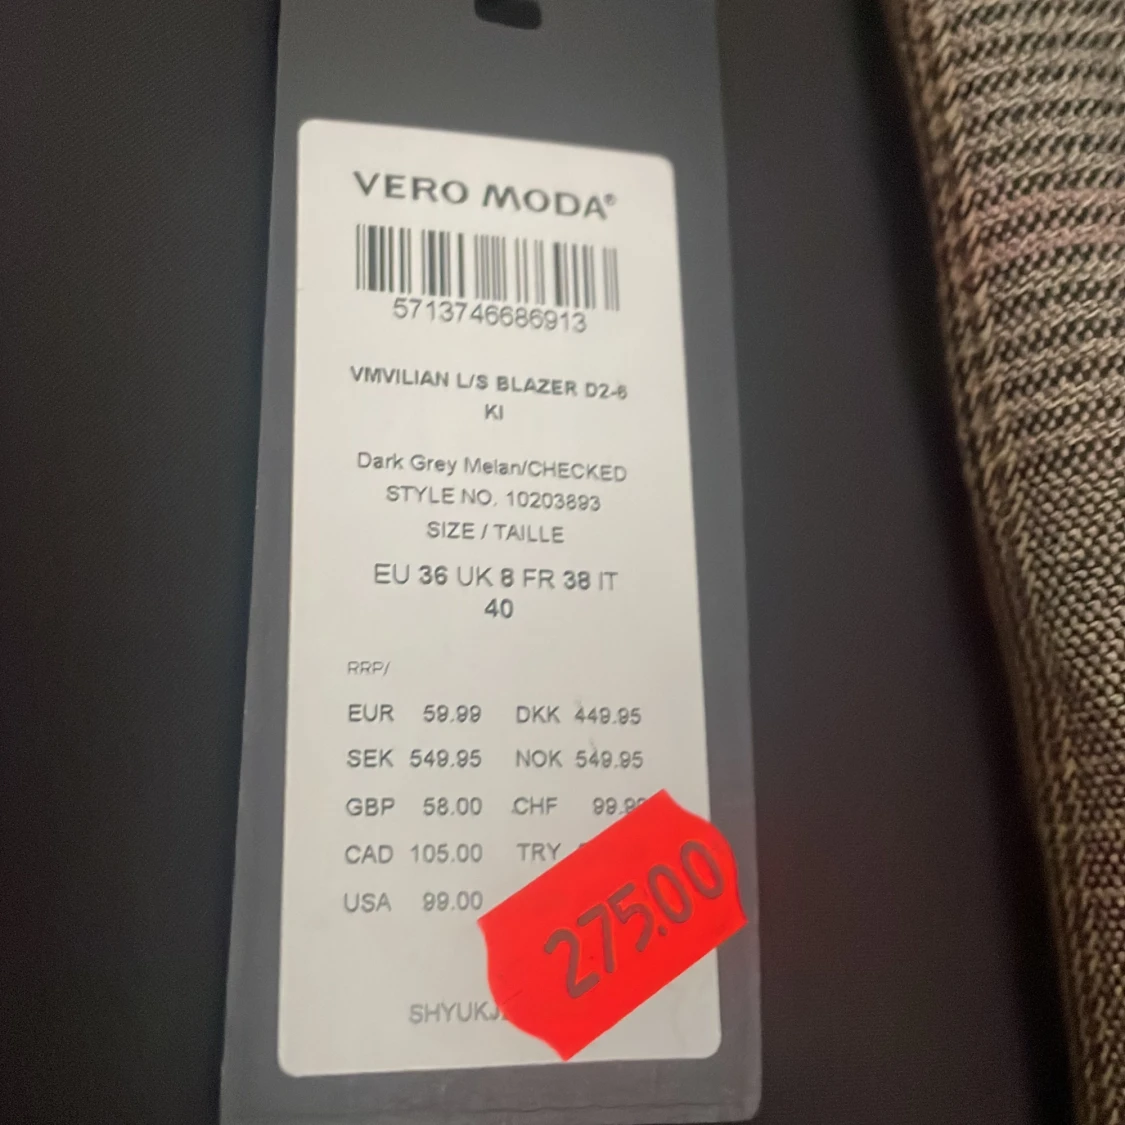 VERO MODA®
5713746686913
VMVILIAN L/S BLAZER D2-6
KI
Dark Grey Melan/CHECKED
STYLE NO. 10203893
SIZE / TAILLE
EU 36 UK 8 FR 38 IT
40
RRP/
EUR 59.99 DKK 449.95
SEK 549.95 NOK 549.95
GBP 58.00 CHF
CAD 105.00 TRY
USA 99.00
275.00